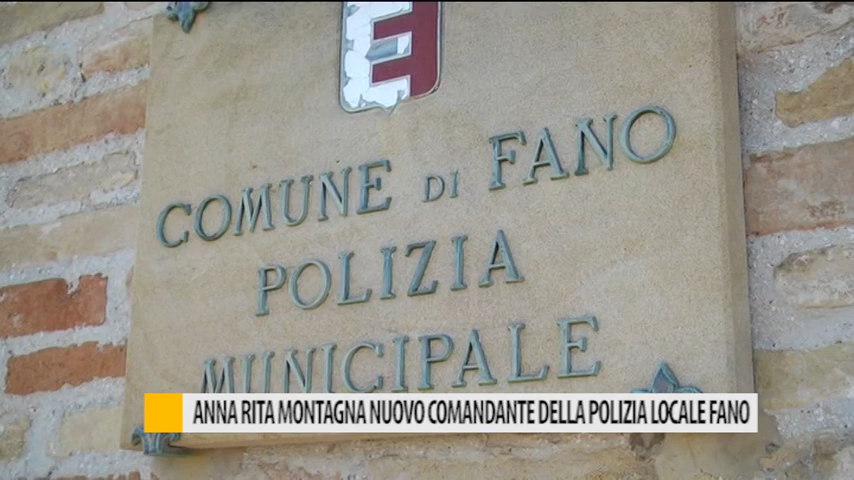 COMUNE DI FANO
POLIZIA
MUNICIPALE
ANNA RITA MONTAGNA NUOVO COMANDANTE DELLA POLIZIA LOCALE FANO